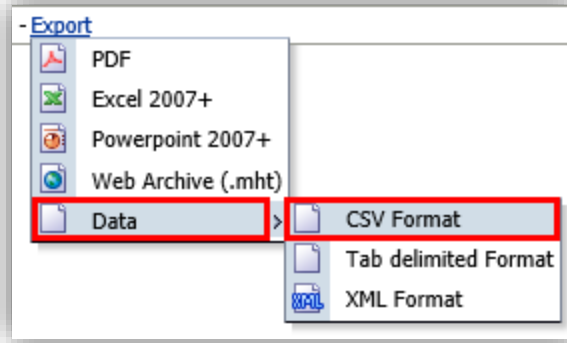 - Export
PDF
Excel 2007+
Powerpoint 2007+
Web Archive (.mht)
Data >
CSV Format
Tab delimited Format
XML Format